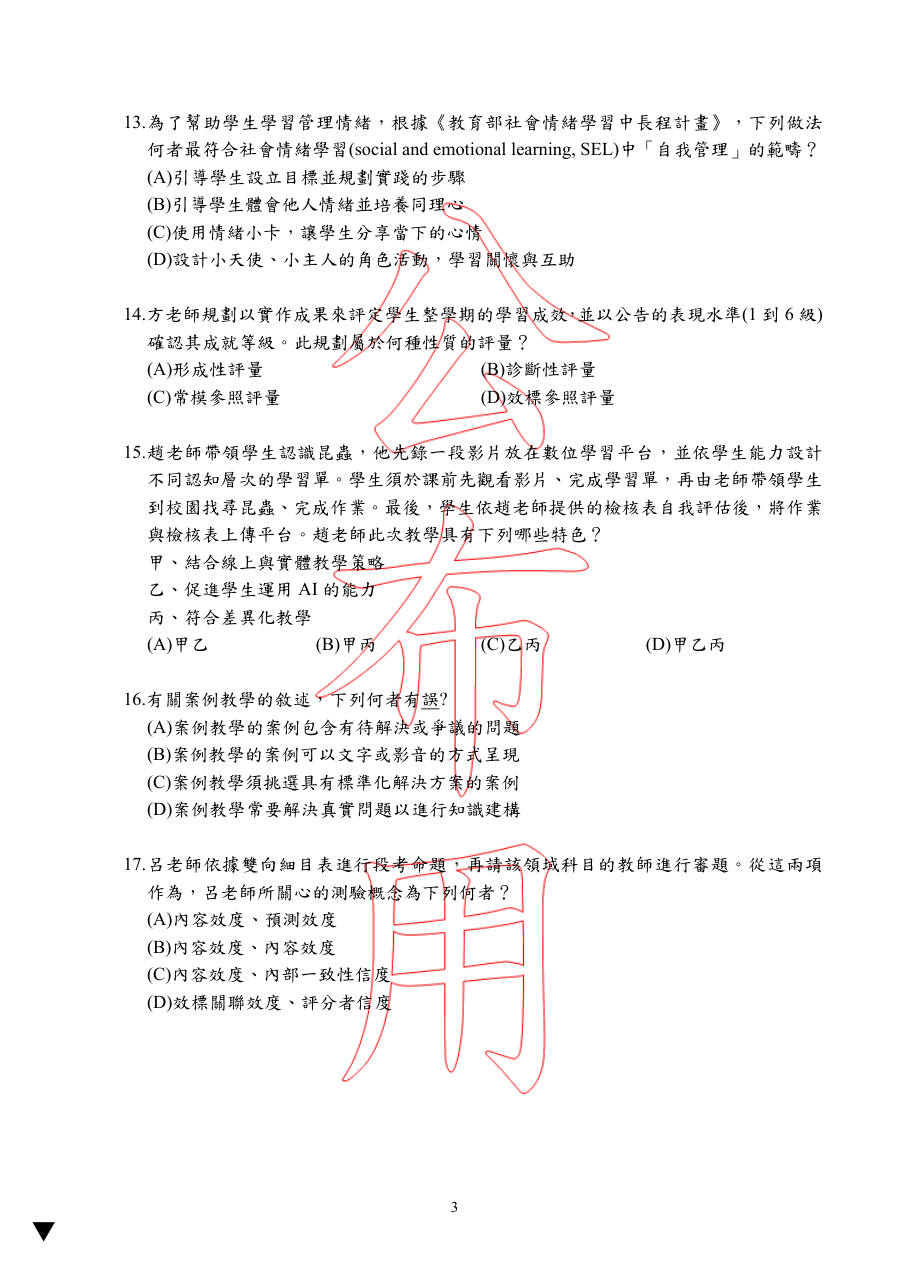 13.為了幫助學生學習管理情緒，根據《教育部社會情緒學習中長程計畫》，下列做法
何者最符合社會情緒學習(social and emotional learning, SEL)中「自我管理」的範疇？
(A)引導學生設立目標並規劃實踐的步驟
(B)引導學生體會他人情緒並培養同理心
(C)使用情緒小卡，讓學生分享當下的心情
(D)設計小天使、小主人的角色活動，學習關懷與互助
14.方老師規劃以實作成果來評定學生整學期的學習成效，並以公告的表現水準(1 到 6 級)
確認其成就等級。此規劃屬於何種性質的評量？
(A)形成性評量 (B)診斷性評量
(C)常模參照評量 (D)效標參照評量
15.趙老師帶領學生認識昆蟲，他先錄一段影片放在數位學習平台，並依學生能力設計
不同認知層次的學習單。學生須於課前先觀看影片、完成學習單，再由老師帶領學生
到校園找尋昆蟲、完成作業。最後，學生依趙老師提供的檢核表自我評估後，將作業
與檢核表上傳平台。趙老師此次教學具有下列哪些特色？
甲、結合線上與實體教學策略
乙、促進學生運用 AI 的能力
丙、符合差異化教學
(A)甲乙 (B)甲丙 (C)乙丙 (D)甲乙丙
16.有關案例教學的敘述，下列何者有誤?
(A)案例教學的案例包含有待解決或爭議的問題
(B)案例教學的案例可以文字或影音的方式呈現
(C)案例教學須挑選具有標準化解決方案的案例
(D)案例教學常要解決真實問題以進行知識建構
17.呂老師依據雙向細目表進行段考命題，再請該領域科目的教師進行審題。從這兩項
作為，呂老師所關心的測驗概念為下列何者？
(A)內容效度、預測效度
(B)內容效度、內容效度
(C)內容效度、內部一致性信度
(D)效標關聯效度、評分者信度
公布用
3